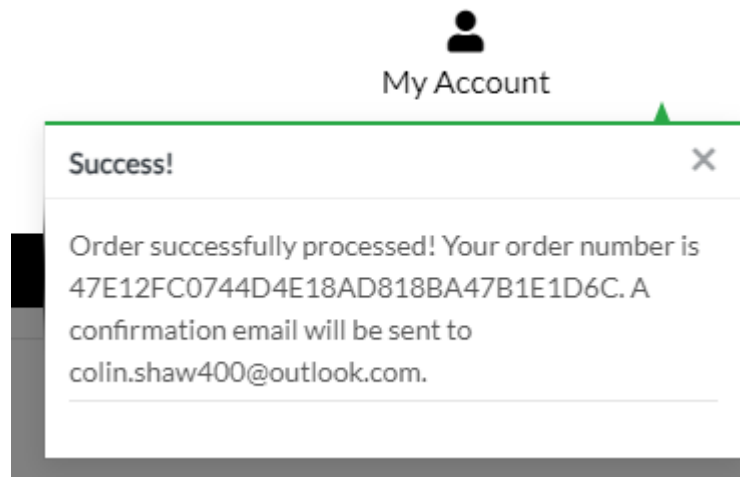 My Account
Success!
Order successfully processed! Your order number is
47E12FC0744D4E18AD818BA47B1E1D6C. A
confirmation email will be sent to
colin.shaw400@outlook.com.